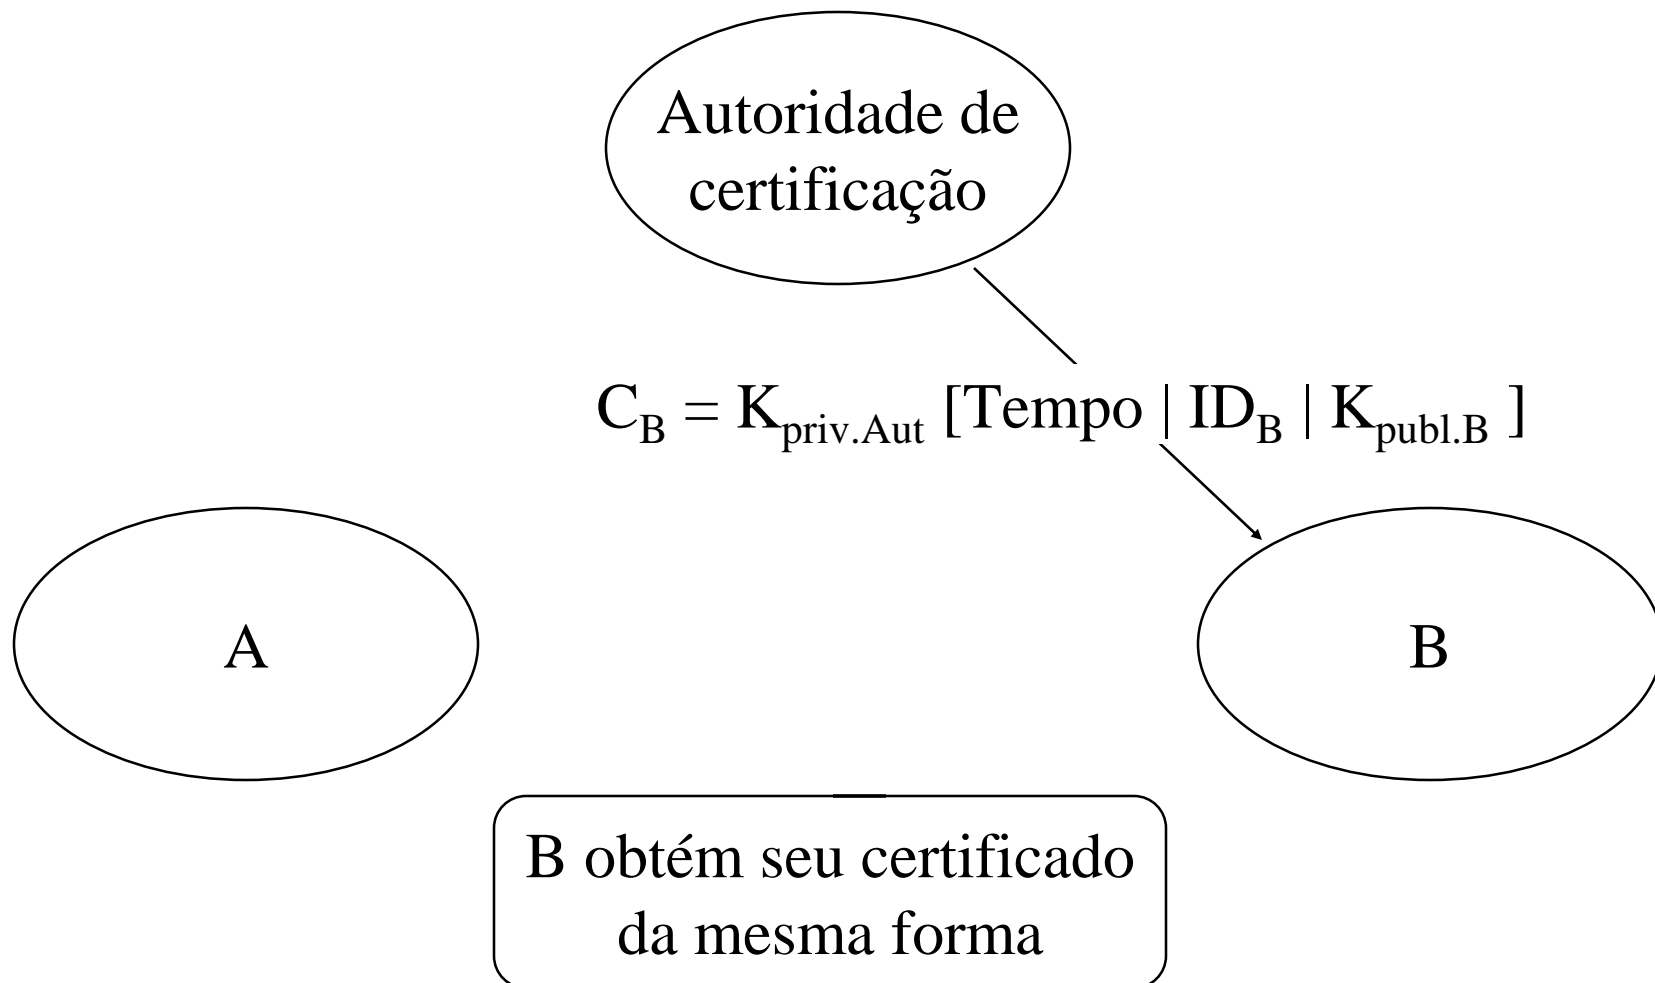 Autoridade de
certificação
C_B = K_priv.Aut [Tempo | ID_B | K_publ.B ]
A
B
B obtém seu certificado
da mesma forma